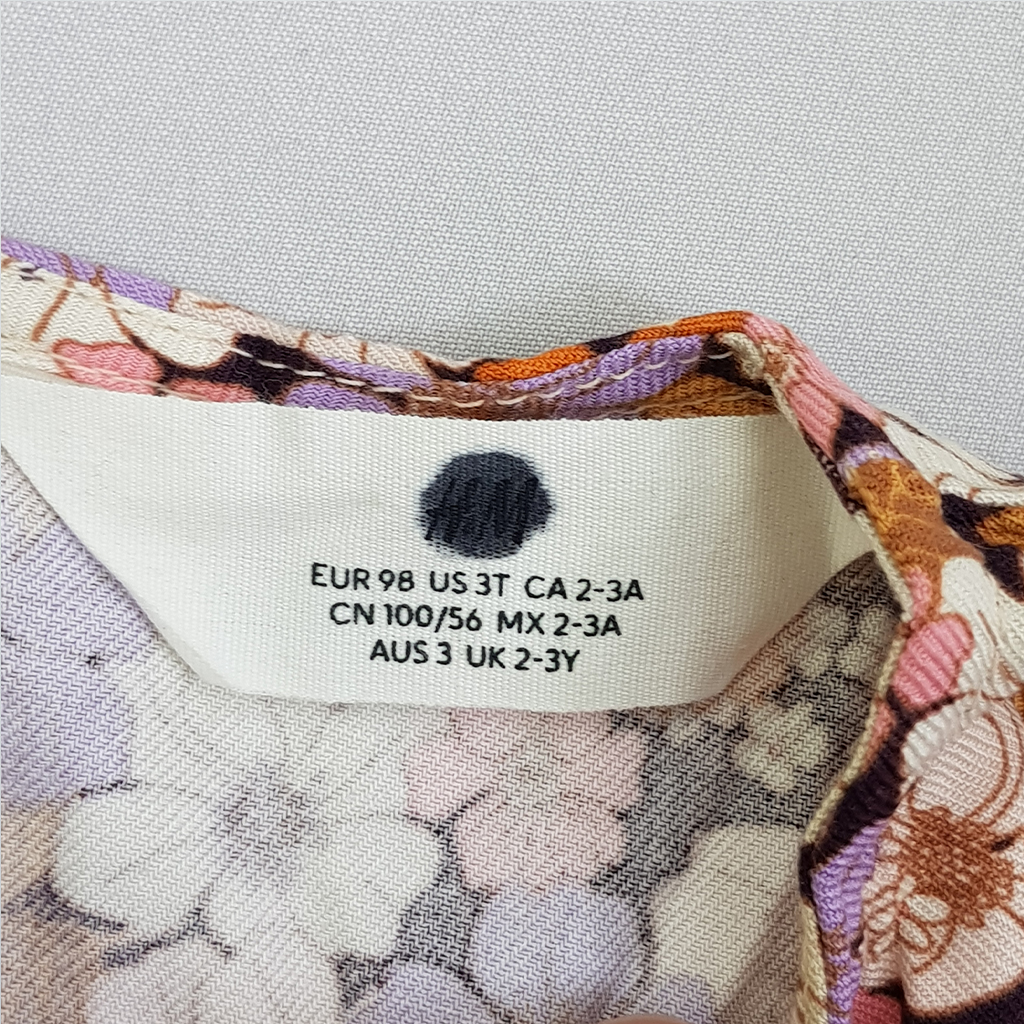 EUR 98 US 3T CA 2-3A
CN 100/56 MX 2-3A
AUS 3 UK 2-3Y